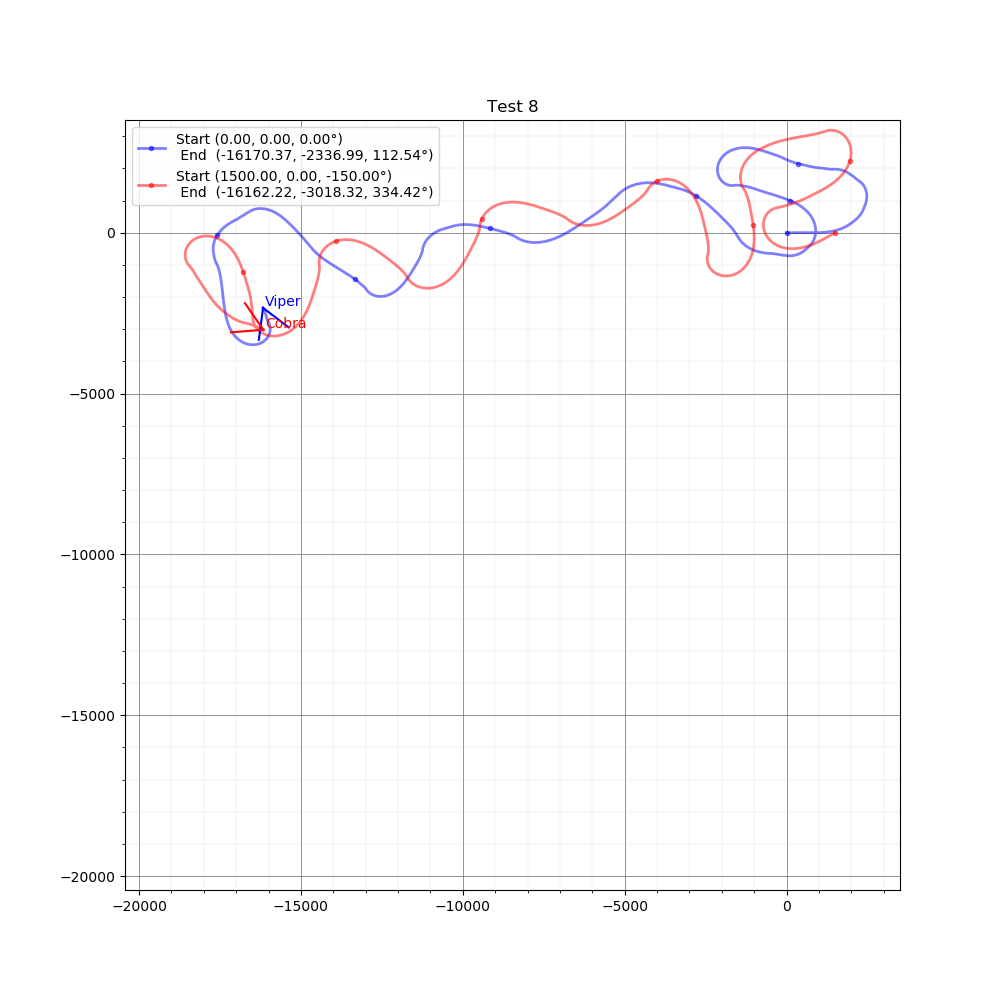 Test 8
Start (0.00, 0.00, 0.00°)
End (-16170.37, -2336.99, 112.54°)
Start (1500.00, 0.00, -150.00°)
End (-16162.22, -3018.32, 334.42°)
0
Viper
Cobra
−5000
−10000
−15000
−20000
−20000 −15000 −10000 −5000 0